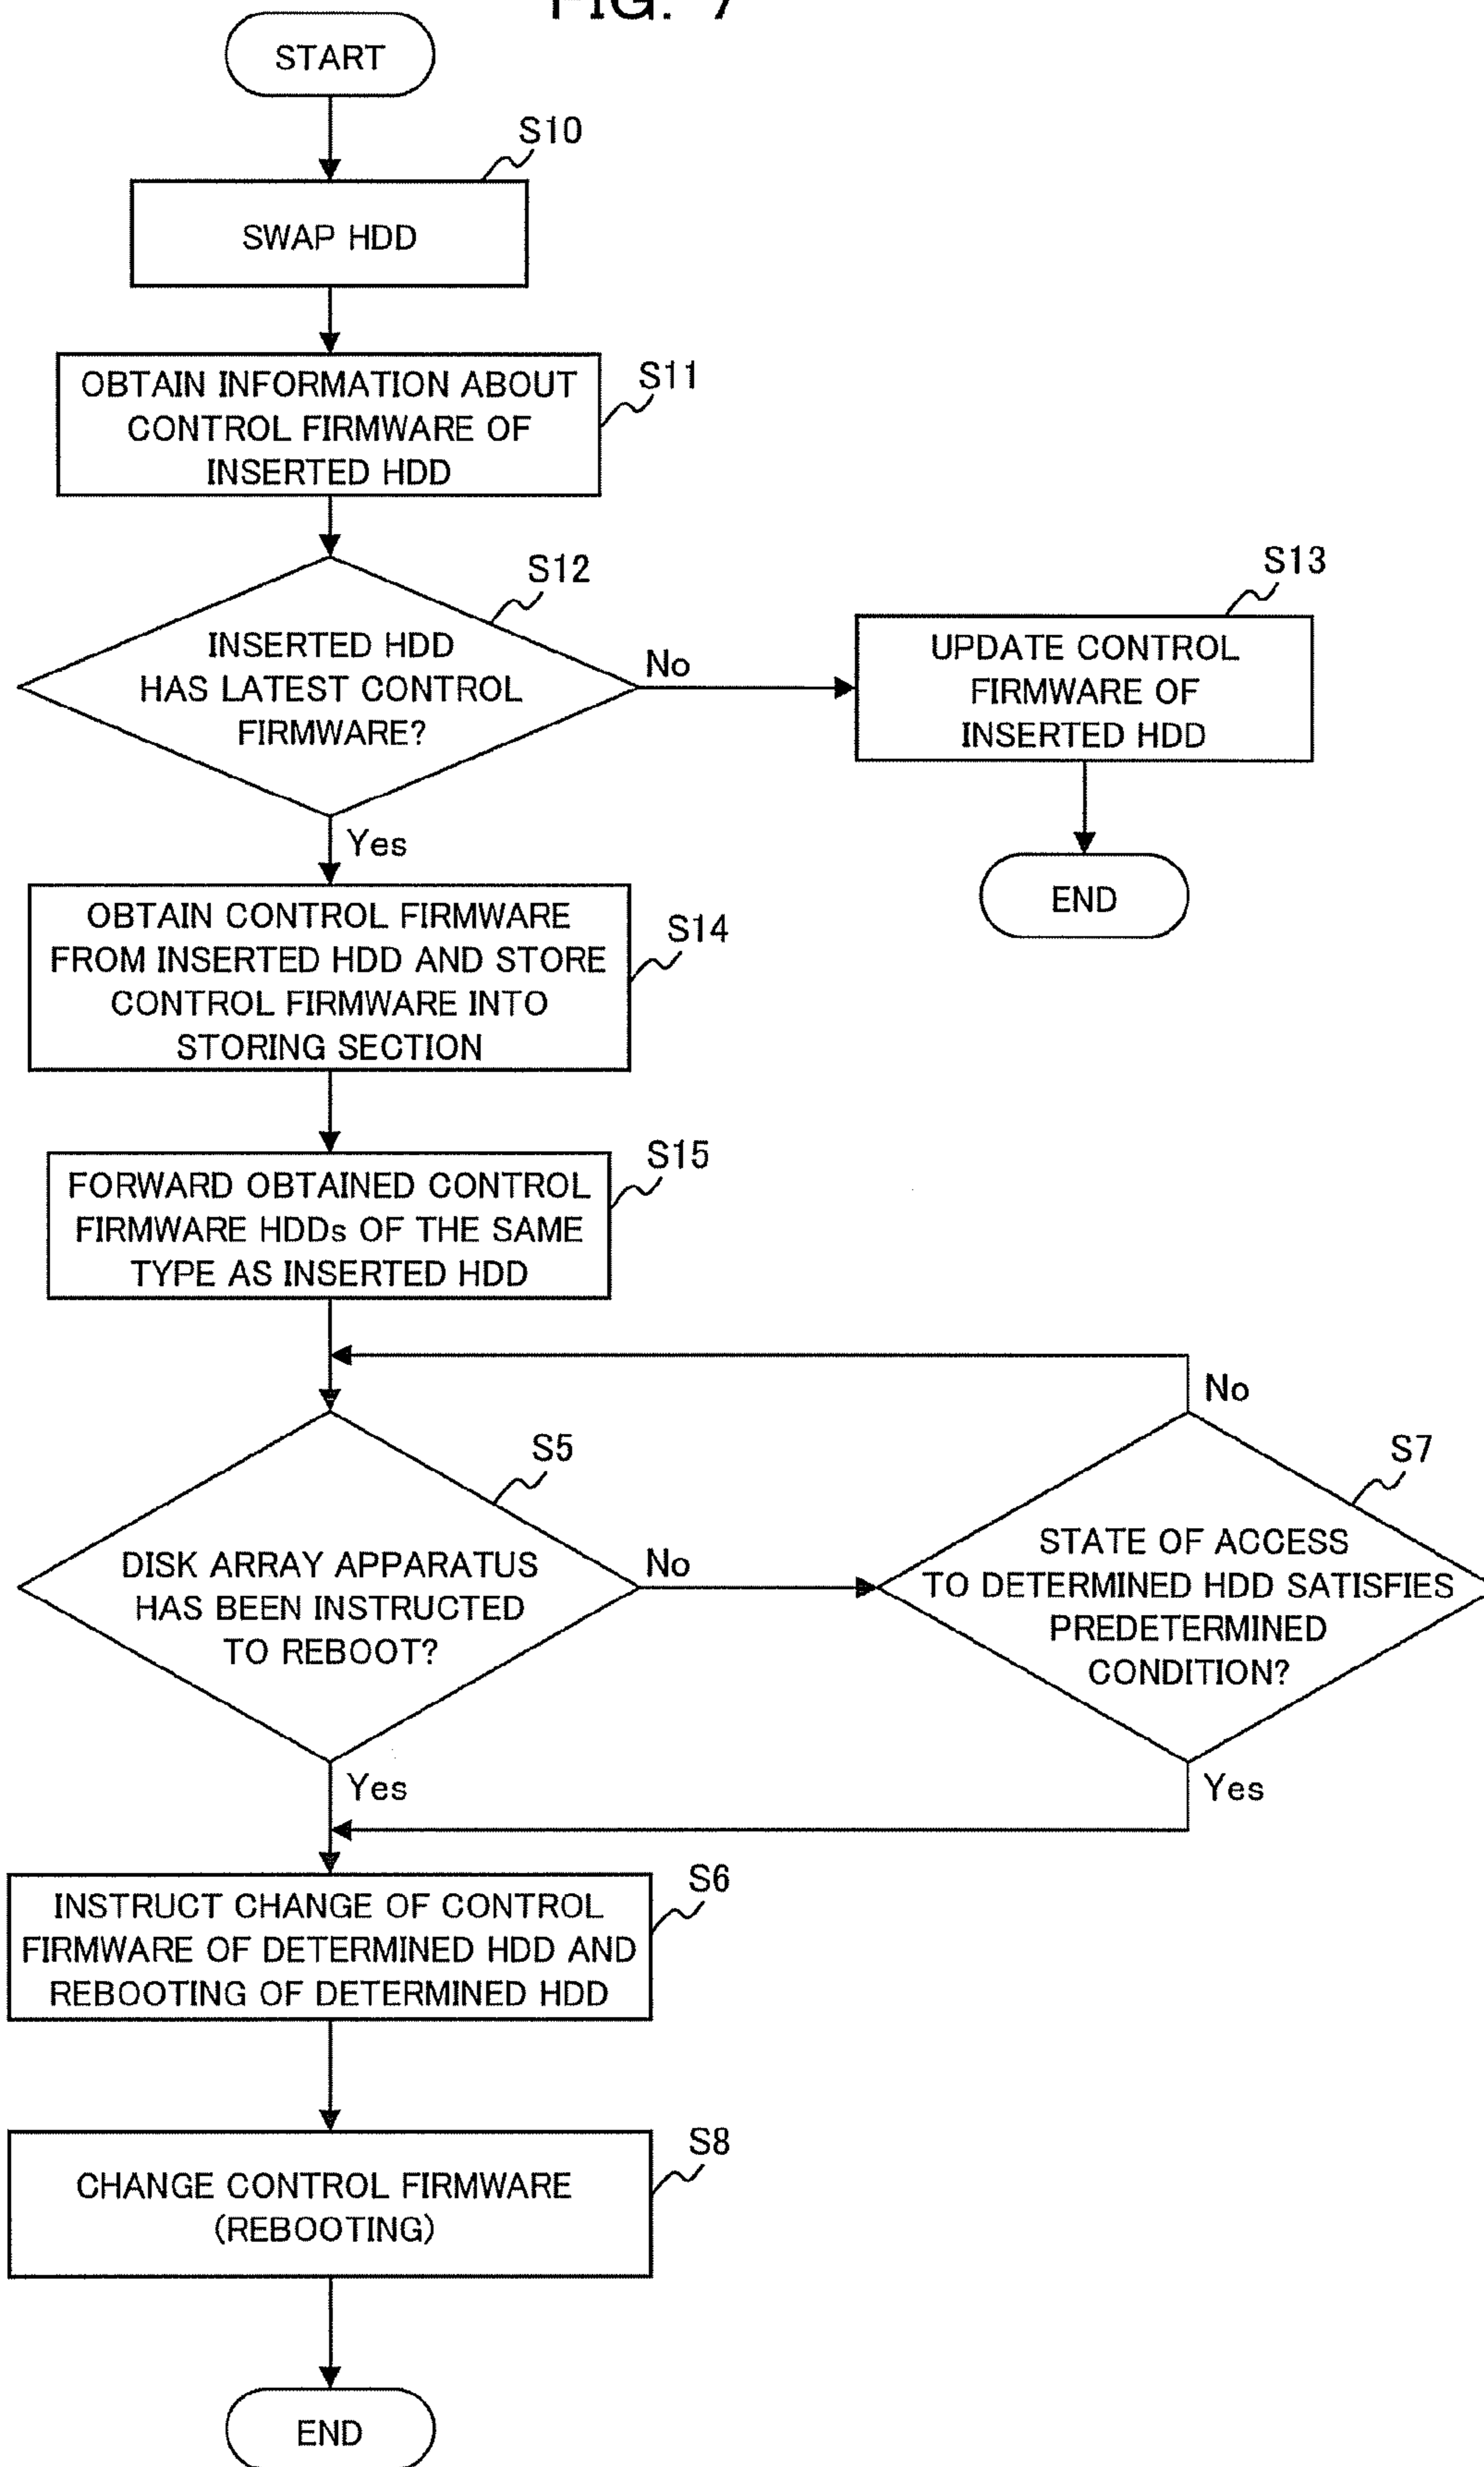 FIG. 7
START
S10
SWAP HDD
S11
OBTAIN INFORMATION ABOUT
CONTROL FIRMWARE OF
INSERTED HDD
S12
INSERTED HDD
HAS LATEST CONTROL
FIRMWARE?
No
S13
UPDATE CONTROL
FIRMWARE OF
INSERTED HDD
END
Yes
S14
OBTAIN CONTROL FIRMWARE
FROM INSERTED HDD AND STORE
CONTROL FIRMWARE INTO
STORING SECTION
S15
FORWARD OBTAINED CONTROL
FIRMWARE HDDs OF THE SAME
TYPE AS INSERTED HDD
No
S5
DISK ARRAY APPARATUS
HAS BEEN INSTRUCTED
TO REBOOT?
No
S7
STATE OF ACCESS
TO DETERMINED HDD SATISFIES
PREDETERMINED
CONDITION?
Yes
Yes
S6
INSTRUCT CHANGE OF CONTROL
FIRMWARE OF DETERMINED HDD AND
REBOOTING OF DETERMINED HDD
S8
CHANGE CONTROL FIRMWARE
(REBOOTING)
END